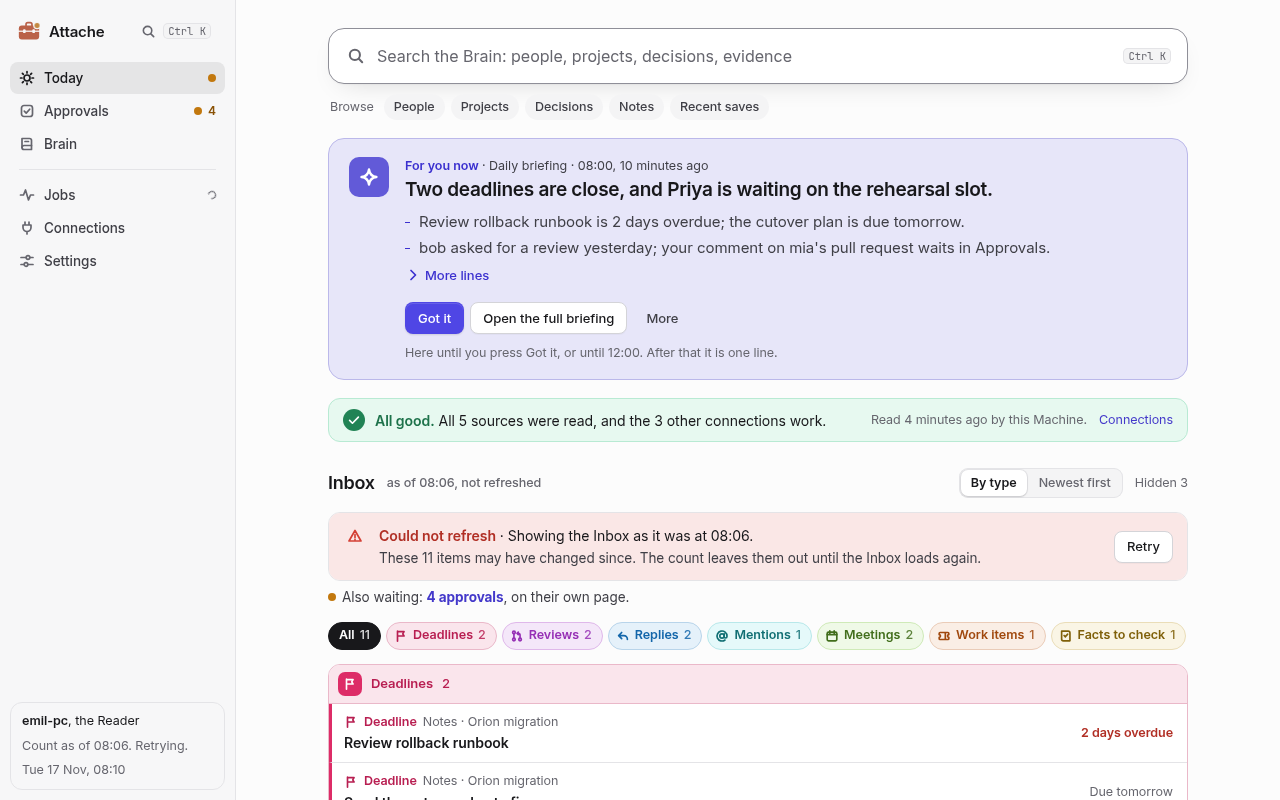 Attache
Ctrl K
Today
Approvals 4
Brain
Jobs
Connections
Settings
emil-pc, the Reader
Count as of 08:06. Retrying.
Tue 17 Nov, 08:10
Search the Brain: people, projects, decisions, evidence
Ctrl K
Browse People Projects Decisions Notes Recent saves
For you now · Daily briefing · 08:00, 10 minutes ago
Two deadlines are close, and Priya is waiting on the rehearsal slot.
- Review rollback runbook is 2 days overdue; the cutover plan is due tomorrow.
- bob asked for a review yesterday; your comment on mia's pull request waits in Approvals.
More lines
Got it Open the full briefing More
Here until you press Got it, or until 12:00. After that it is one line.
All good. All 5 sources were read, and the 3 other connections work. Read 4 minutes ago by this Machine. Connections
Inbox as of 08:06, not refreshed By type Newest first Hidden 3
Could not refresh · Showing the Inbox as it was at 08:06.
These 11 items may have changed since. The count leaves them out until the Inbox loads again.
Retry
Also waiting: 4 approvals, on their own page.
All 11 Deadlines 2 Reviews 2 Replies 2 Mentions 1 Meetings 2 Work items 1 Facts to check 1
Deadlines 2
Deadline Notes · Orion migration
Review rollback runbook
2 days overdue
Deadline Notes · Orion migration
Due tomorrow